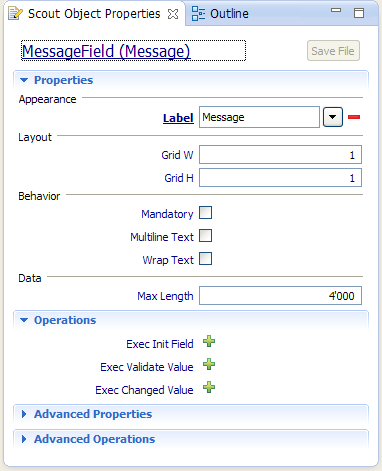 Scout Object Properties Outline
MessageField (Message) Save File
Properties
Appearance
Label Message
Layout
Grid W 1
Grid H 1
Behavior
Mandatory
Multiline Text
Wrap Text
Data
Max Length 4'000
Operations
Exec Init Field
Exec Validate Value
Exec Changed Value
Advanced Properties
Advanced Operations